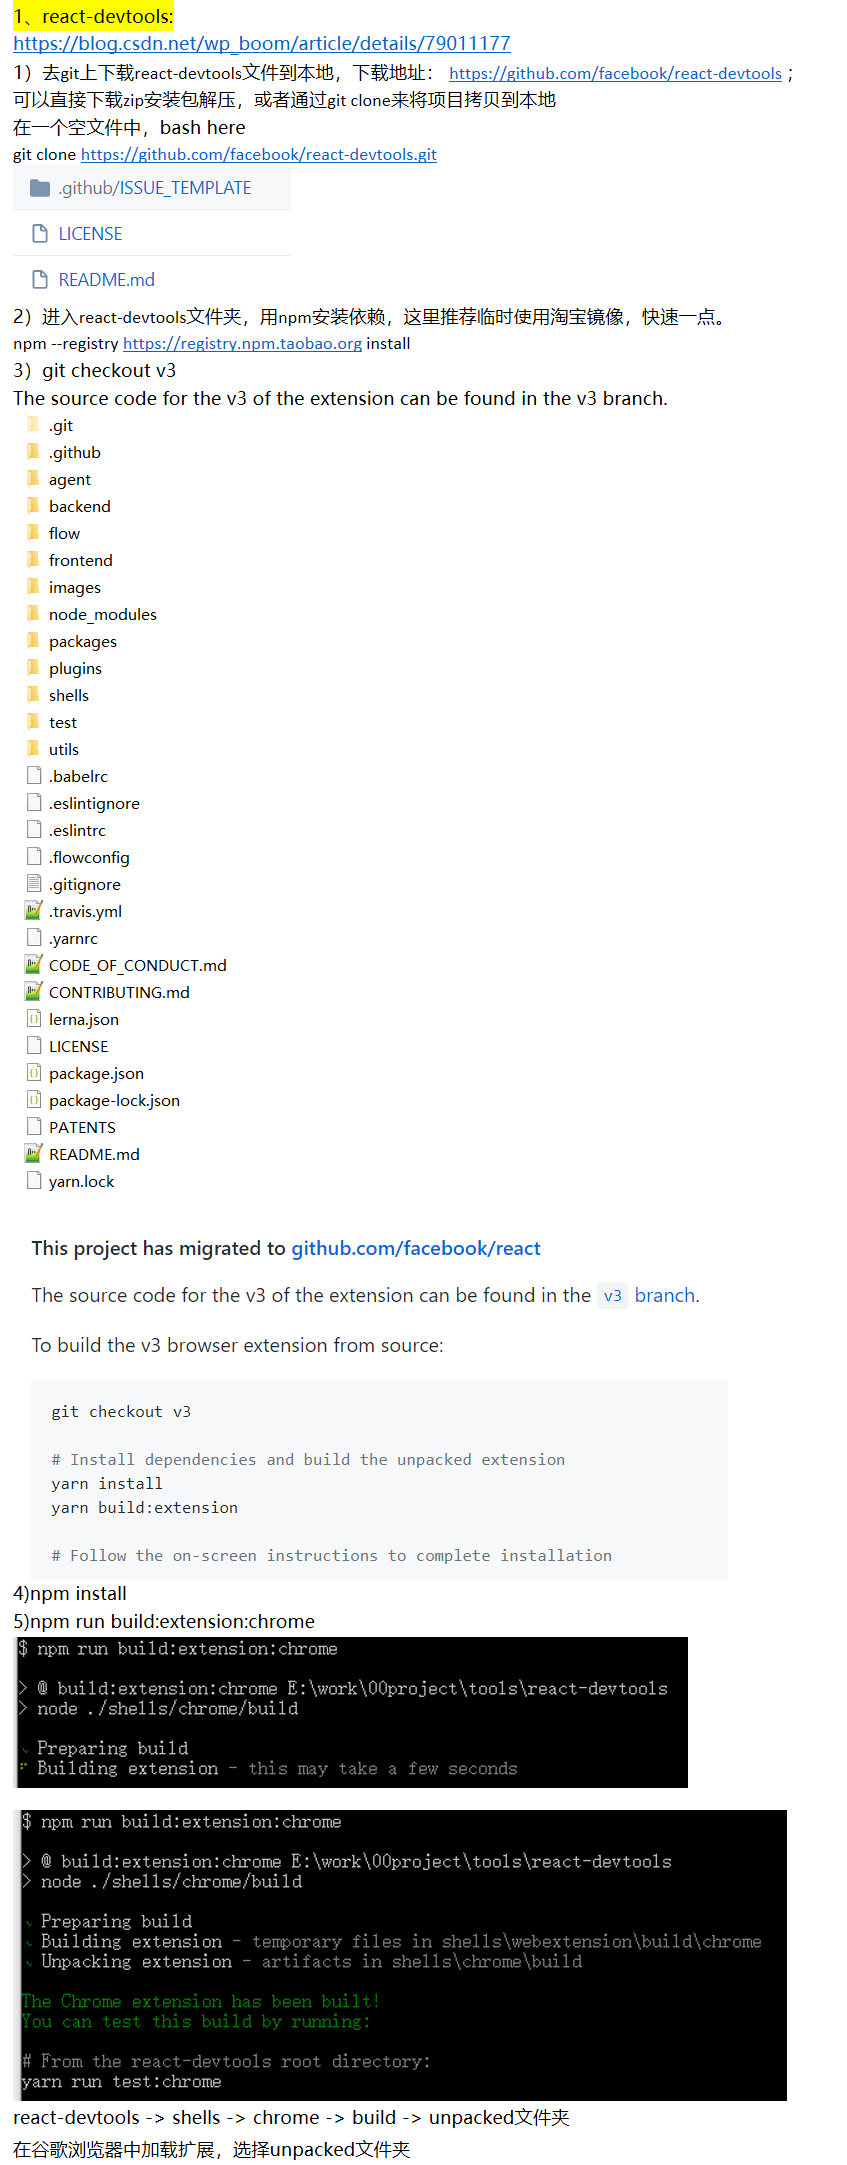 1、react-devtools:
https://blog.csdn.net/wp_boom/article/details/79011177
1）去git上下载react-devtools文件到本地，下载地址： https://github.com/facebook/react-devtools ；
可以直接下载zip安装包解压，或者通过git clone来将项目拷贝到本地
在一个空文件中，bash here
git clone https://github.com/facebook/react-devtools.git
.github/ISSUE_TEMPLATE
LICENSE
README.md
2）进入react-devtools文件夹，用npm安装依赖，这里推荐临时使用淘宝镜像，快速一点。
npm --registry https://registry.npm.taobao.org install
3）git checkout v3
The source code for the v3 of the extension can be found in the v3 branch.
.git
.github
agent
backend
flow
frontend
images
node_modules
packages
plugins
shells
test
utils
.babelrc
.eslintignore
.eslintrc
.flowconfig
.gitignore
.travis.yml
.yarnrc
CODE_OF_CONDUCT.md
CONTRIBUTING.md
lerna.json
LICENSE
package.json
package-lock.json
PATENTS
README.md
yarn.lock
This project has migrated to github.com/facebook/react
The source code for the v3 of the extension can be found in the v3 branch.
To build the v3 browser extension from source:
git checkout v3
# Install dependencies and build the unpacked extension
yarn install
yarn build:extension
# Follow the on-screen instructions to complete installation
4)npm install
5)npm run build:extension:chrome
$ npm run build:extension:chrome
> @ build:extension:chrome E:\work\00project\tools\react-devtools
> node ./shells/chrome/build
Preparing build
Building extension - this may take a few seconds
$ npm run build:extension:chrome
> @ build:extension:chrome E:\work\00project\tools\react-devtools
> node ./shells/chrome/build
Preparing build
Building extension - temporary files in shells\webextension\build\chrome
Unpacking extension - artifacts in shells\chrome\build
The Chrome extension has been built!
You can test this build by running:
# From the react-devtools root directory:
yarn run test:chrome
react-devtools -> shells -> chrome -> build -> unpacked文件夹
在谷歌浏览器中加载扩展，选择unpacked文件夹